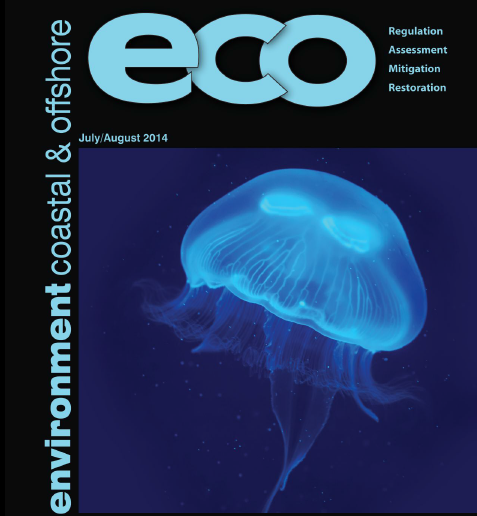 eco
Regulation
Assessment
Mitigation
Restoration
July/August 2014
environment coastal & offshore